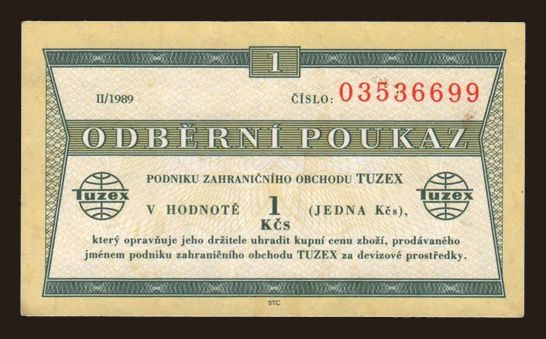 1
II/1989 ČÍSLO: 03536699
ODBĚRNÍ POUKAZ
PODNIKU ZAHRANIČNÍHO OBCHODU TUZEX
Tuzex V HODNOTĚ 1 (JEDNA Kčs), Tuzex
KČS
který opravňuje jeho držitele uhradit kupní cenu zboží, prodávaného
jménem podniku zahraničního obchodu TUZEX za devizové prostředky.
STC